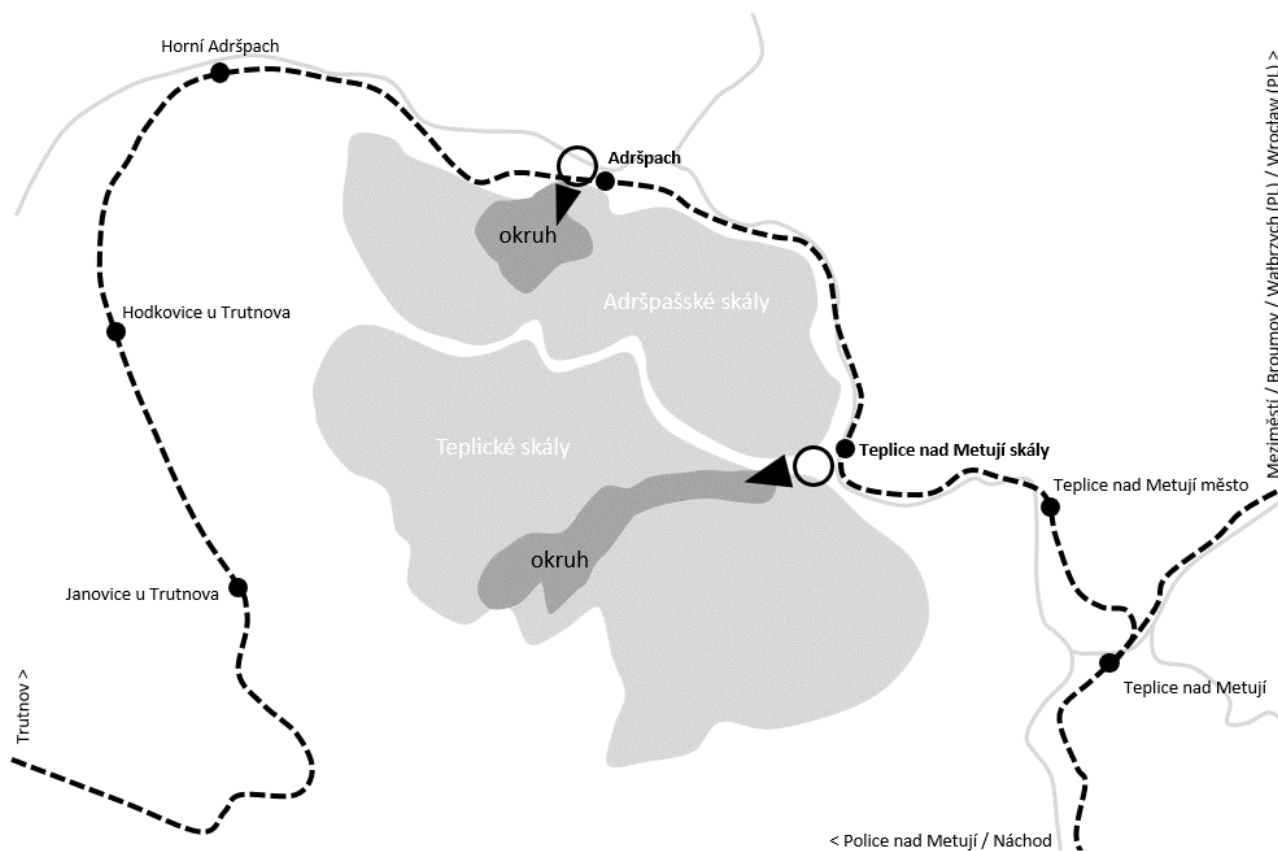 Horní Adršpach
Adršpach
okruh
Adršpašské skály
Hodkovice u Trutnova
Teplické skály
Teplice nad Metují skály
Teplice nad Metují město
okruh
Janovice u Trutnova
Teplice nad Metují
Trutnov >
< Police nad Metují / Náchod
Meziměstí / Broumov / Wałbrzych (PL) / Wrocław (PL) >